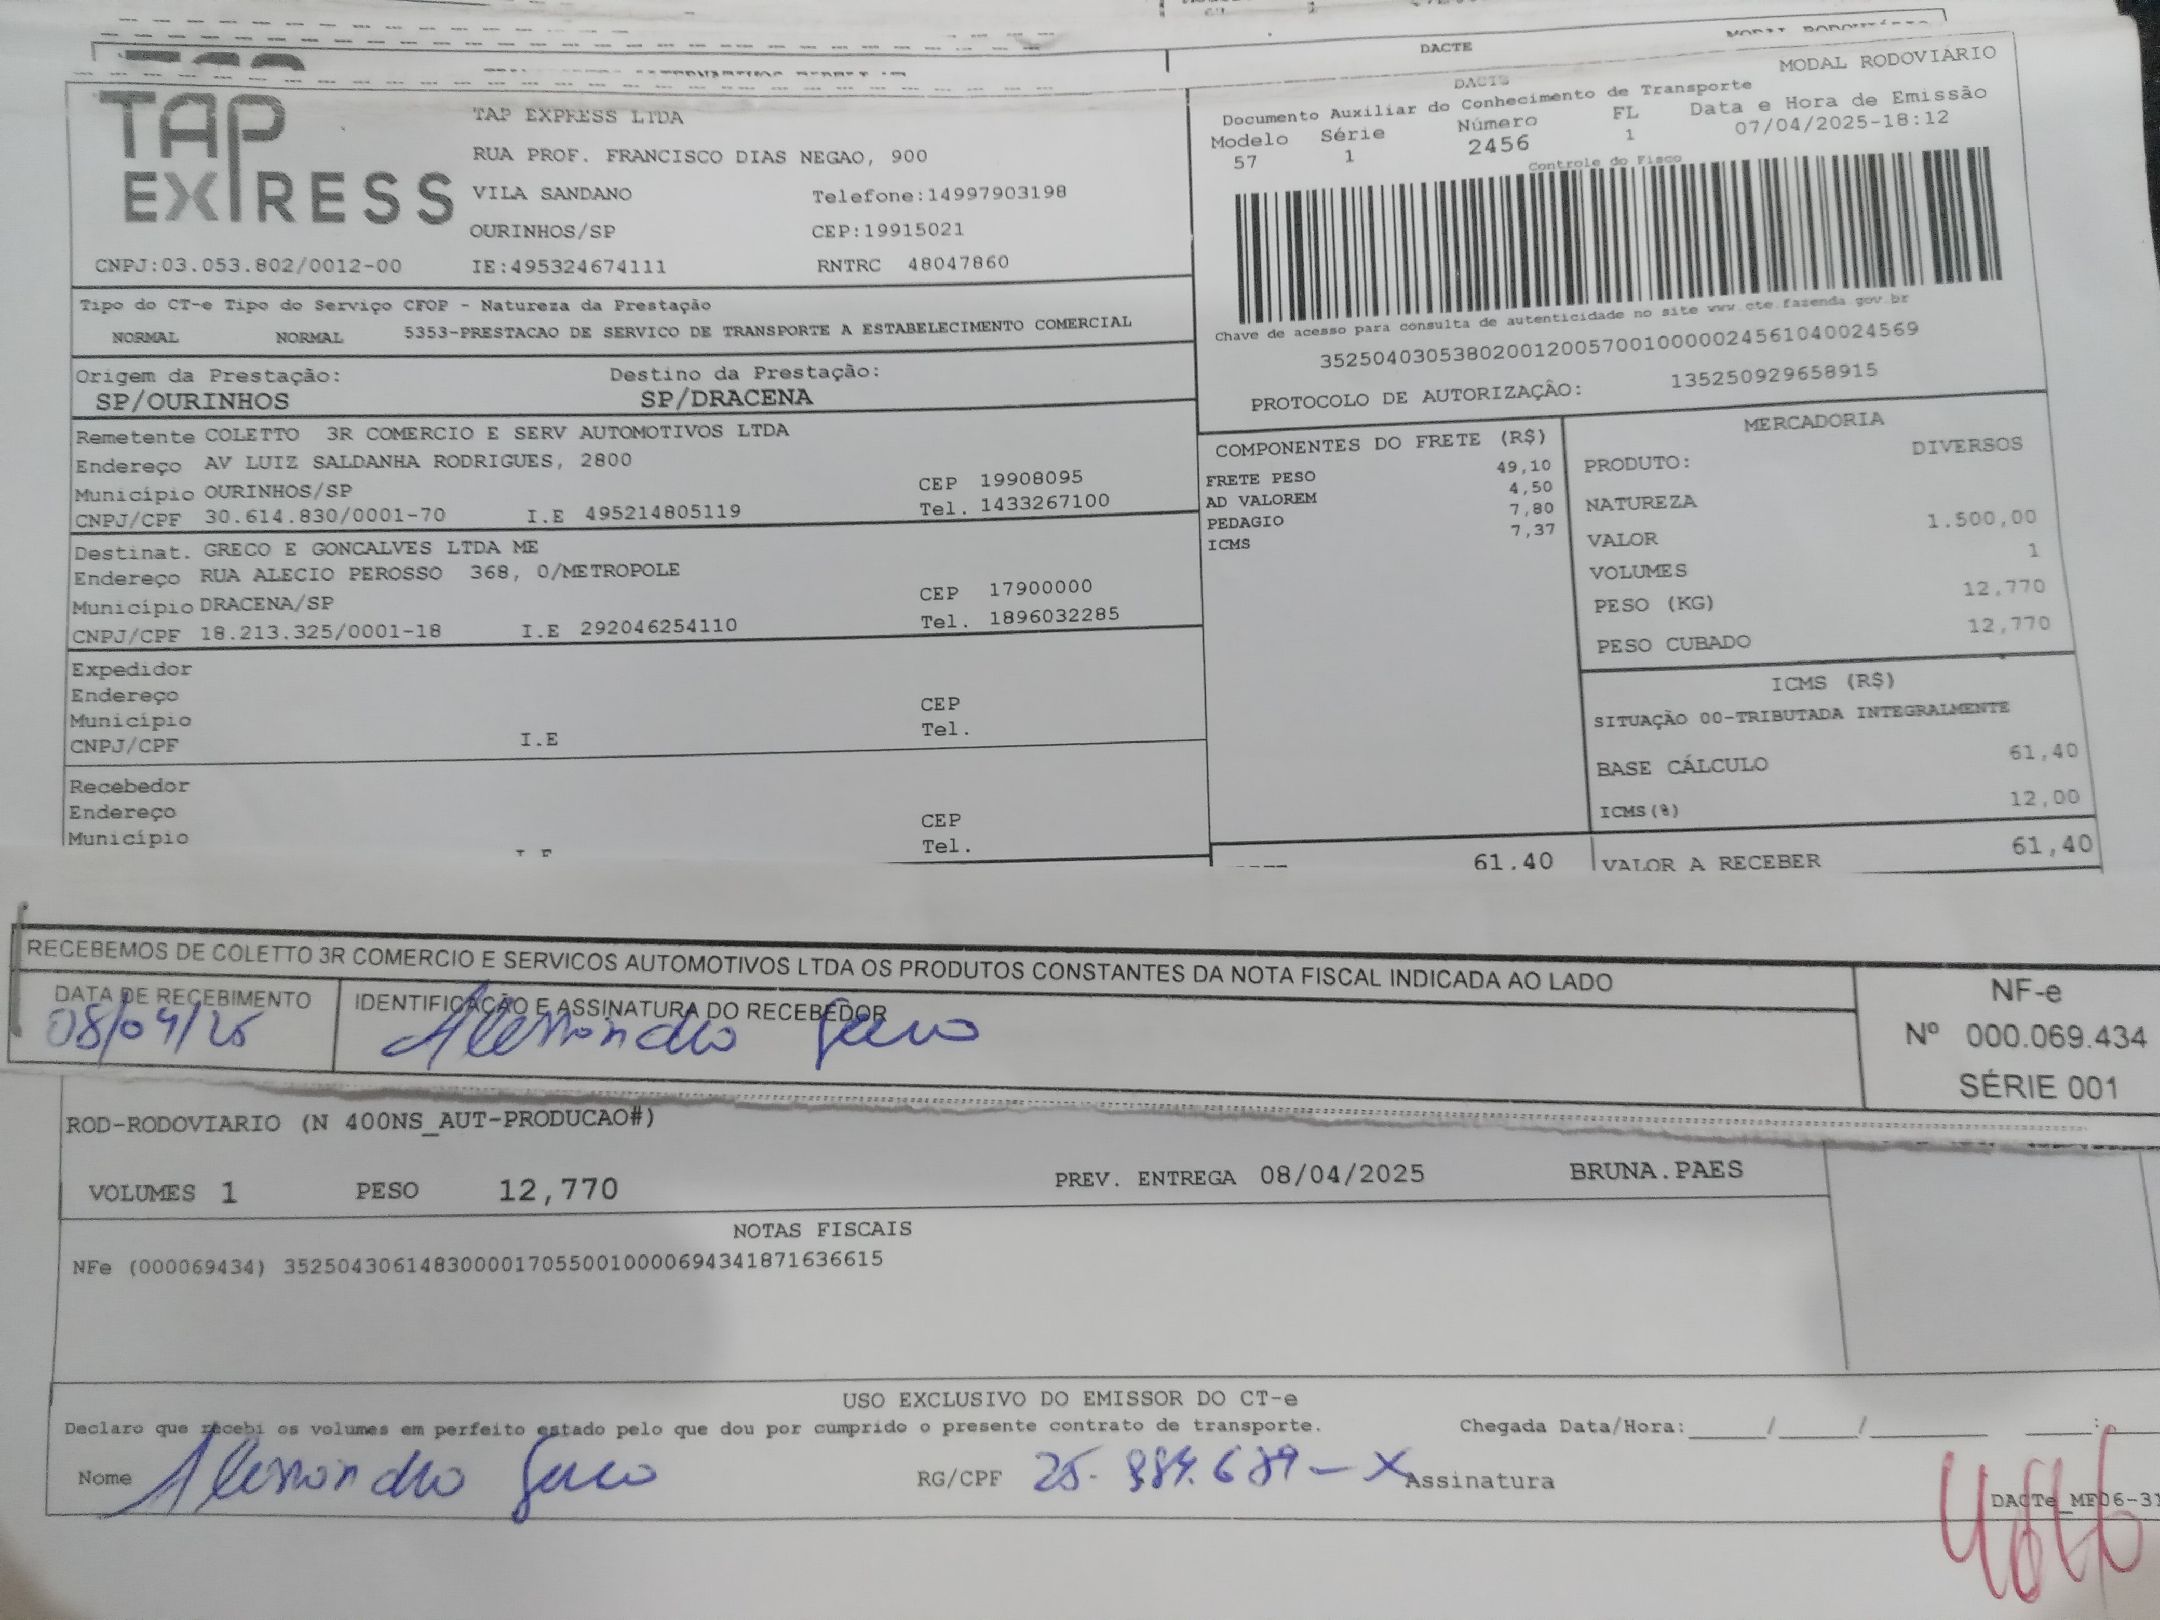 DACTE
TAP EXPRESS
TAP EXPRESS LTDA
RUA PROF. FRANCISCO DIAS NEGAO, 900
VILA SANDANO Telefone:14997903198
OURINHOS/SP CEP:19915021
CNPJ:03.053.802/0012-00 IE:495324674111 RNTRC 48047860
DACTE MODAL RODOVIÁRIO
Documento Auxiliar do Conhecimento de Transporte
Modelo Série Número FL Data e Hora de Emissão
57 1 2456 1 07/04/2025-18:12
Controle do Fisco
Chave de acesso para consulta de autenticidade no site www.cte.fazenda.gov.br
35250403053802001200570010000024561040024569
PROTOCOLO DE AUTORIZAÇÃO: 135250929658915
Tipo do CT-e Tipo do Serviço CFOP - Natureza da Prestação
NORMAL NORMAL 5353-PRESTACAO DE SERVICO DE TRANSPORTE A ESTABELECIMENTO COMERCIAL
Origem da Prestação: Destino da Prestação:
SP/OURINHOS SP/DRACENA
Remetente COLETTO 3R COMERCIO E SERV AUTOMOTIVOS LTDA
Endereço AV LUIZ SALDANHA RODRIGUES, 2800
Município OURINHOS/SP CEP 19908095
CNPJ/CPF 30.614.830/0001-70 I.E 495214805119 Tel. 1433267100
Destinat. GRECO E GONCALVES LTDA ME
Endereço RUA ALECIO PEROSSO 368, 0/METROPOLE
Município DRACENA/SP CEP 17900000
CNPJ/CPF 18.213.325/0001-18 I.E 292046254110 Tel. 1896032285
Expedidor
Endereço
Município CEP
CNPJ/CPF I.E Tel.
Recebedor
Endereço
Município CEP
Tel.
COMPONENTES DO FRETE (R$)
FRETE PESO 49,10
AD VALOREM 4,50
PEDAGIO 7,80
ICMS 7,37
61,40
MERCADORIA
PRODUTO: DIVERSOS
NATUREZA
VALOR 1.500,00
VOLUMES 1
PESO (KG) 12,770
PESO CUBADO 12,770
ICMS (R$)
SITUAÇÃO 00-TRIBUTADA INTEGRALMENTE
BASE CÁLCULO 61,40
ICMS(%) 12,00
VALOR A RECEBER 61,40
RECEBEMOS DE COLETTO 3R COMERCIO E SERVICOS AUTOMOTIVOS LTDA OS PRODUTOS CONSTANTES DA NOTA FISCAL INDICADA AO LADO
DATA DE RECEBIMENTO IDENTIFICAÇÃO E ASSINATURA DO RECEBEDOR
08/04/25 Alessandro Greco
NF-e
Nº 000.069.434
SÉRIE 001
ROD-RODOVIARIO (N 400NS_AUT-PRODUCAO#)
VOLUMES 1 PESO 12,770 PREV. ENTREGA 08/04/2025 BRUNA.PAES
NOTAS FISCAIS
NFe (000069434) 35250430614830000170550010000694341871636615
USO EXCLUSIVO DO EMISSOR DO CT-e
Declaro que recebi os volumes em perfeito estado pelo que dou por cumprido o presente contrato de transporte. Chegada Data/Hora:____/____/______ ___:
Nome Alessandro Greco RG/CPF Assinatura
DACTe_MF06-31